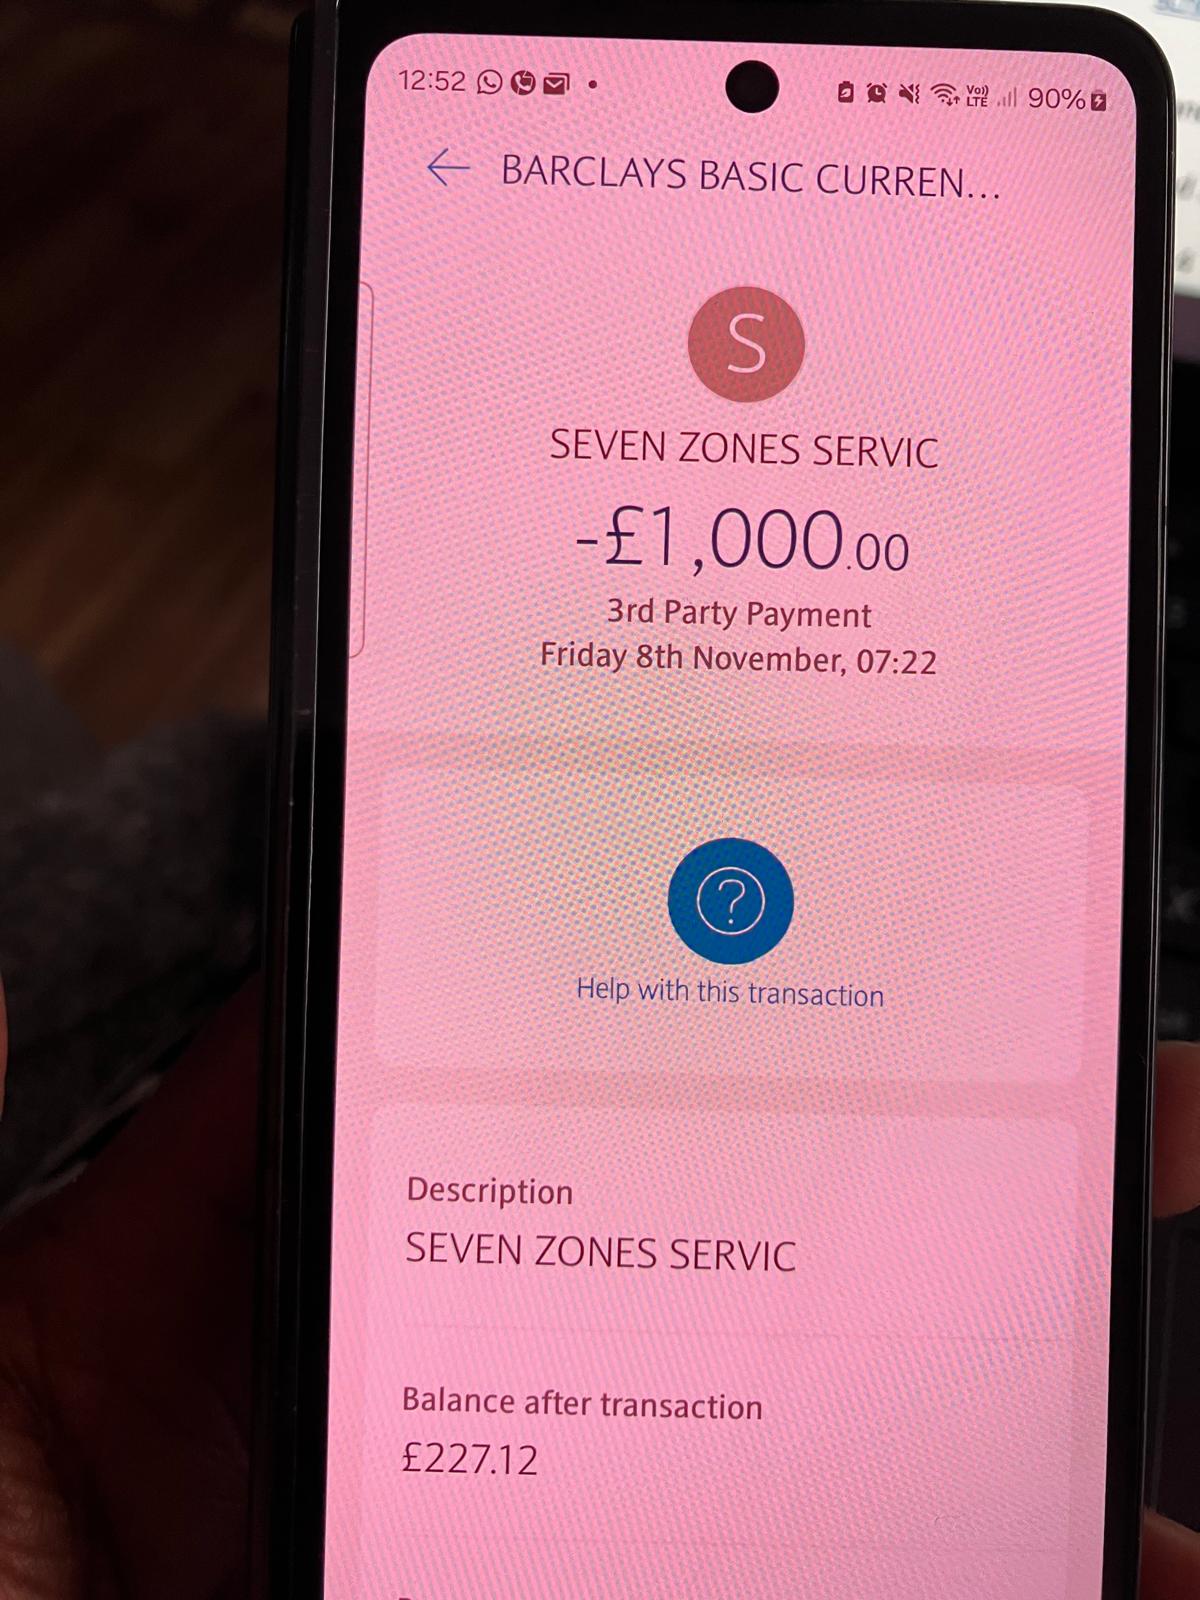 12:52
Vo))
LTE
90%
BARCLAYS BASIC CURREN...
S
SEVEN ZONES SERVIC
-£1,000.00
3rd Party Payment
Friday 8th November, 07:22
?
Help with this transaction
Description
SEVEN ZONES SERVIC
Balance after transaction
£227.12